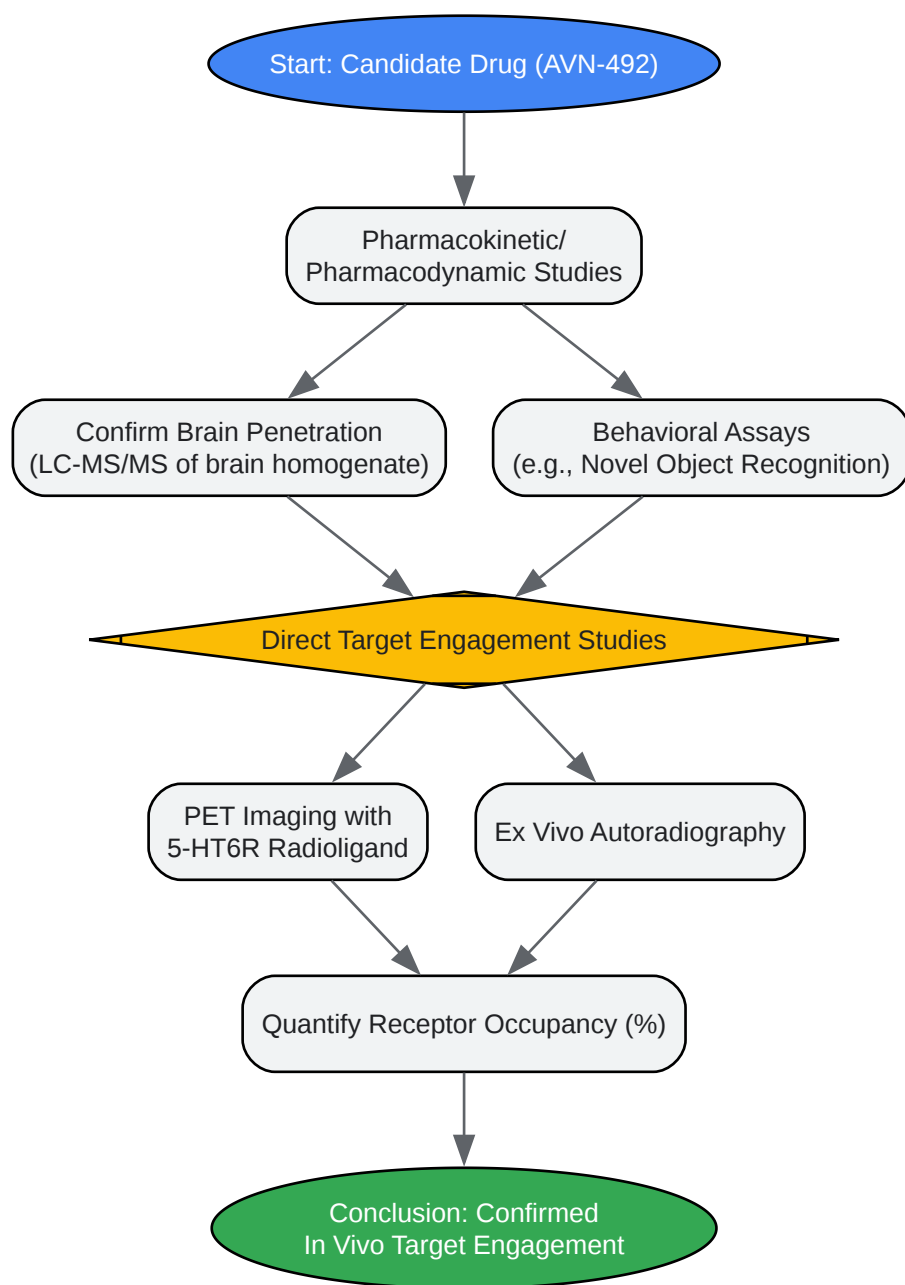 Start: Candidate Drug (AVN-492)
Pharmacokinetic/
Pharmacodynamic Studies
Confirm Brain Penetration
(LC-MS/MS of brain homogenate)
Behavioral Assays
(e.g., Novel Object Recognition)
Direct Target Engagement Studies
PET Imaging with
5-HT6R Radioligand
Ex Vivo Autoradiography
Quantify Receptor Occupancy (%)
Conclusion: Confirmed
In Vivo Target Engagement